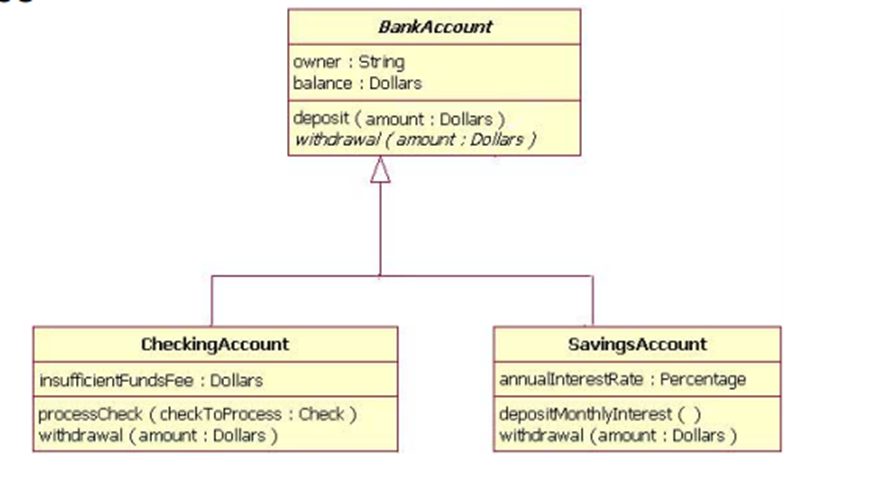 BankAccount
owner : String
balance : Dollars
deposit ( amount : Dollars )
withdrawal ( amount : Dollars )
CheckingAccount
insufficientFundsFee : Dollars
processCheck ( checkToProcess : Check )
withdrawal ( amount : Dollars )
SavingsAccount
annualInterestRate : Percentage
depositMonthlyInterest ( )
withdrawal ( amount : Dollars )